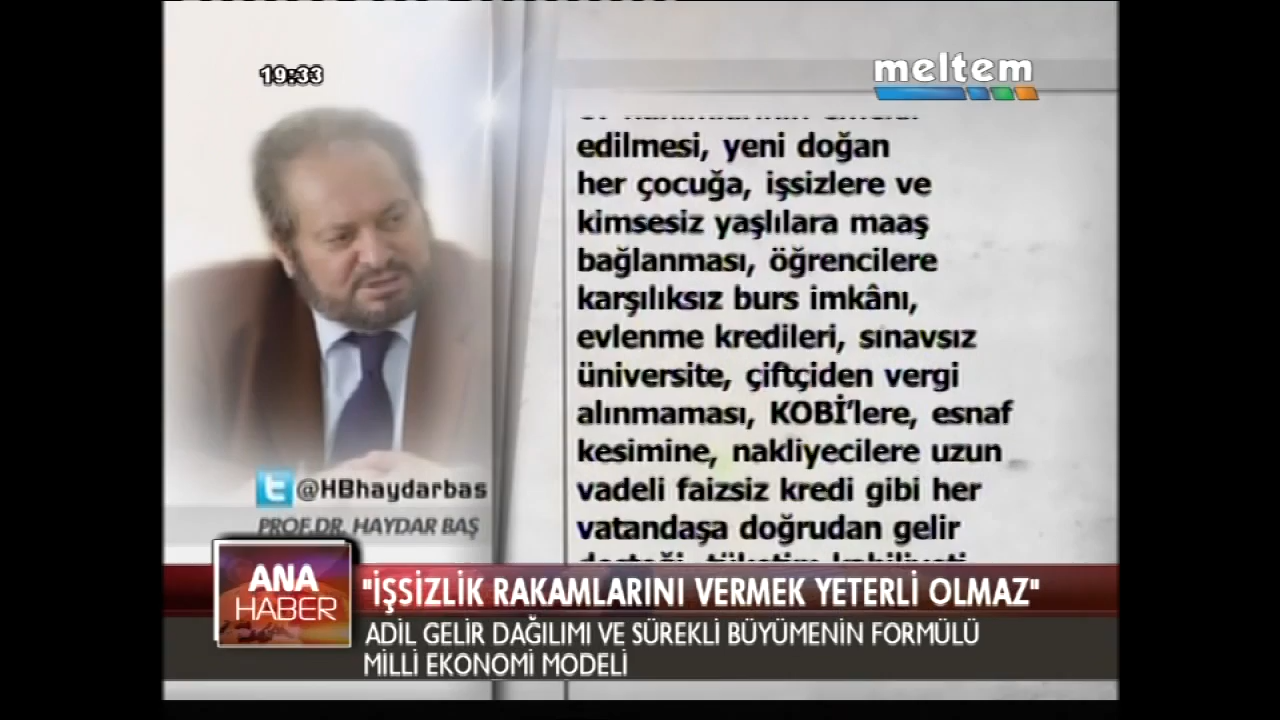 19:33
meltem
edilmesi, yeni doğan
her çocuğa, işsizlere ve
kimsesiz yaşlılara maaş
bağlanması, öğrencilere
karşılıksız burs imkânı,
evlenme kredileri, sınavsız
üniversite, çiftçiden vergi
alınmaması, KOBİ'lere, esnaf
kesimine, nakliyecilere uzun
vadeli faizsiz kredi gibi her
vatandaşa doğrudan gelir
@HBhaydarbas
PROF.DR. HAYDAR BAŞ
ANA
HABER
"İŞSİZLİK RAKAMLARINI VERMEK YETERLİ OLMAZ"
ADİL GELİR DAĞILIMI VE SÜREKLİ BÜYÜMENİN FORMÜLÜ
MİLLİ EKONOMİ MODELİ